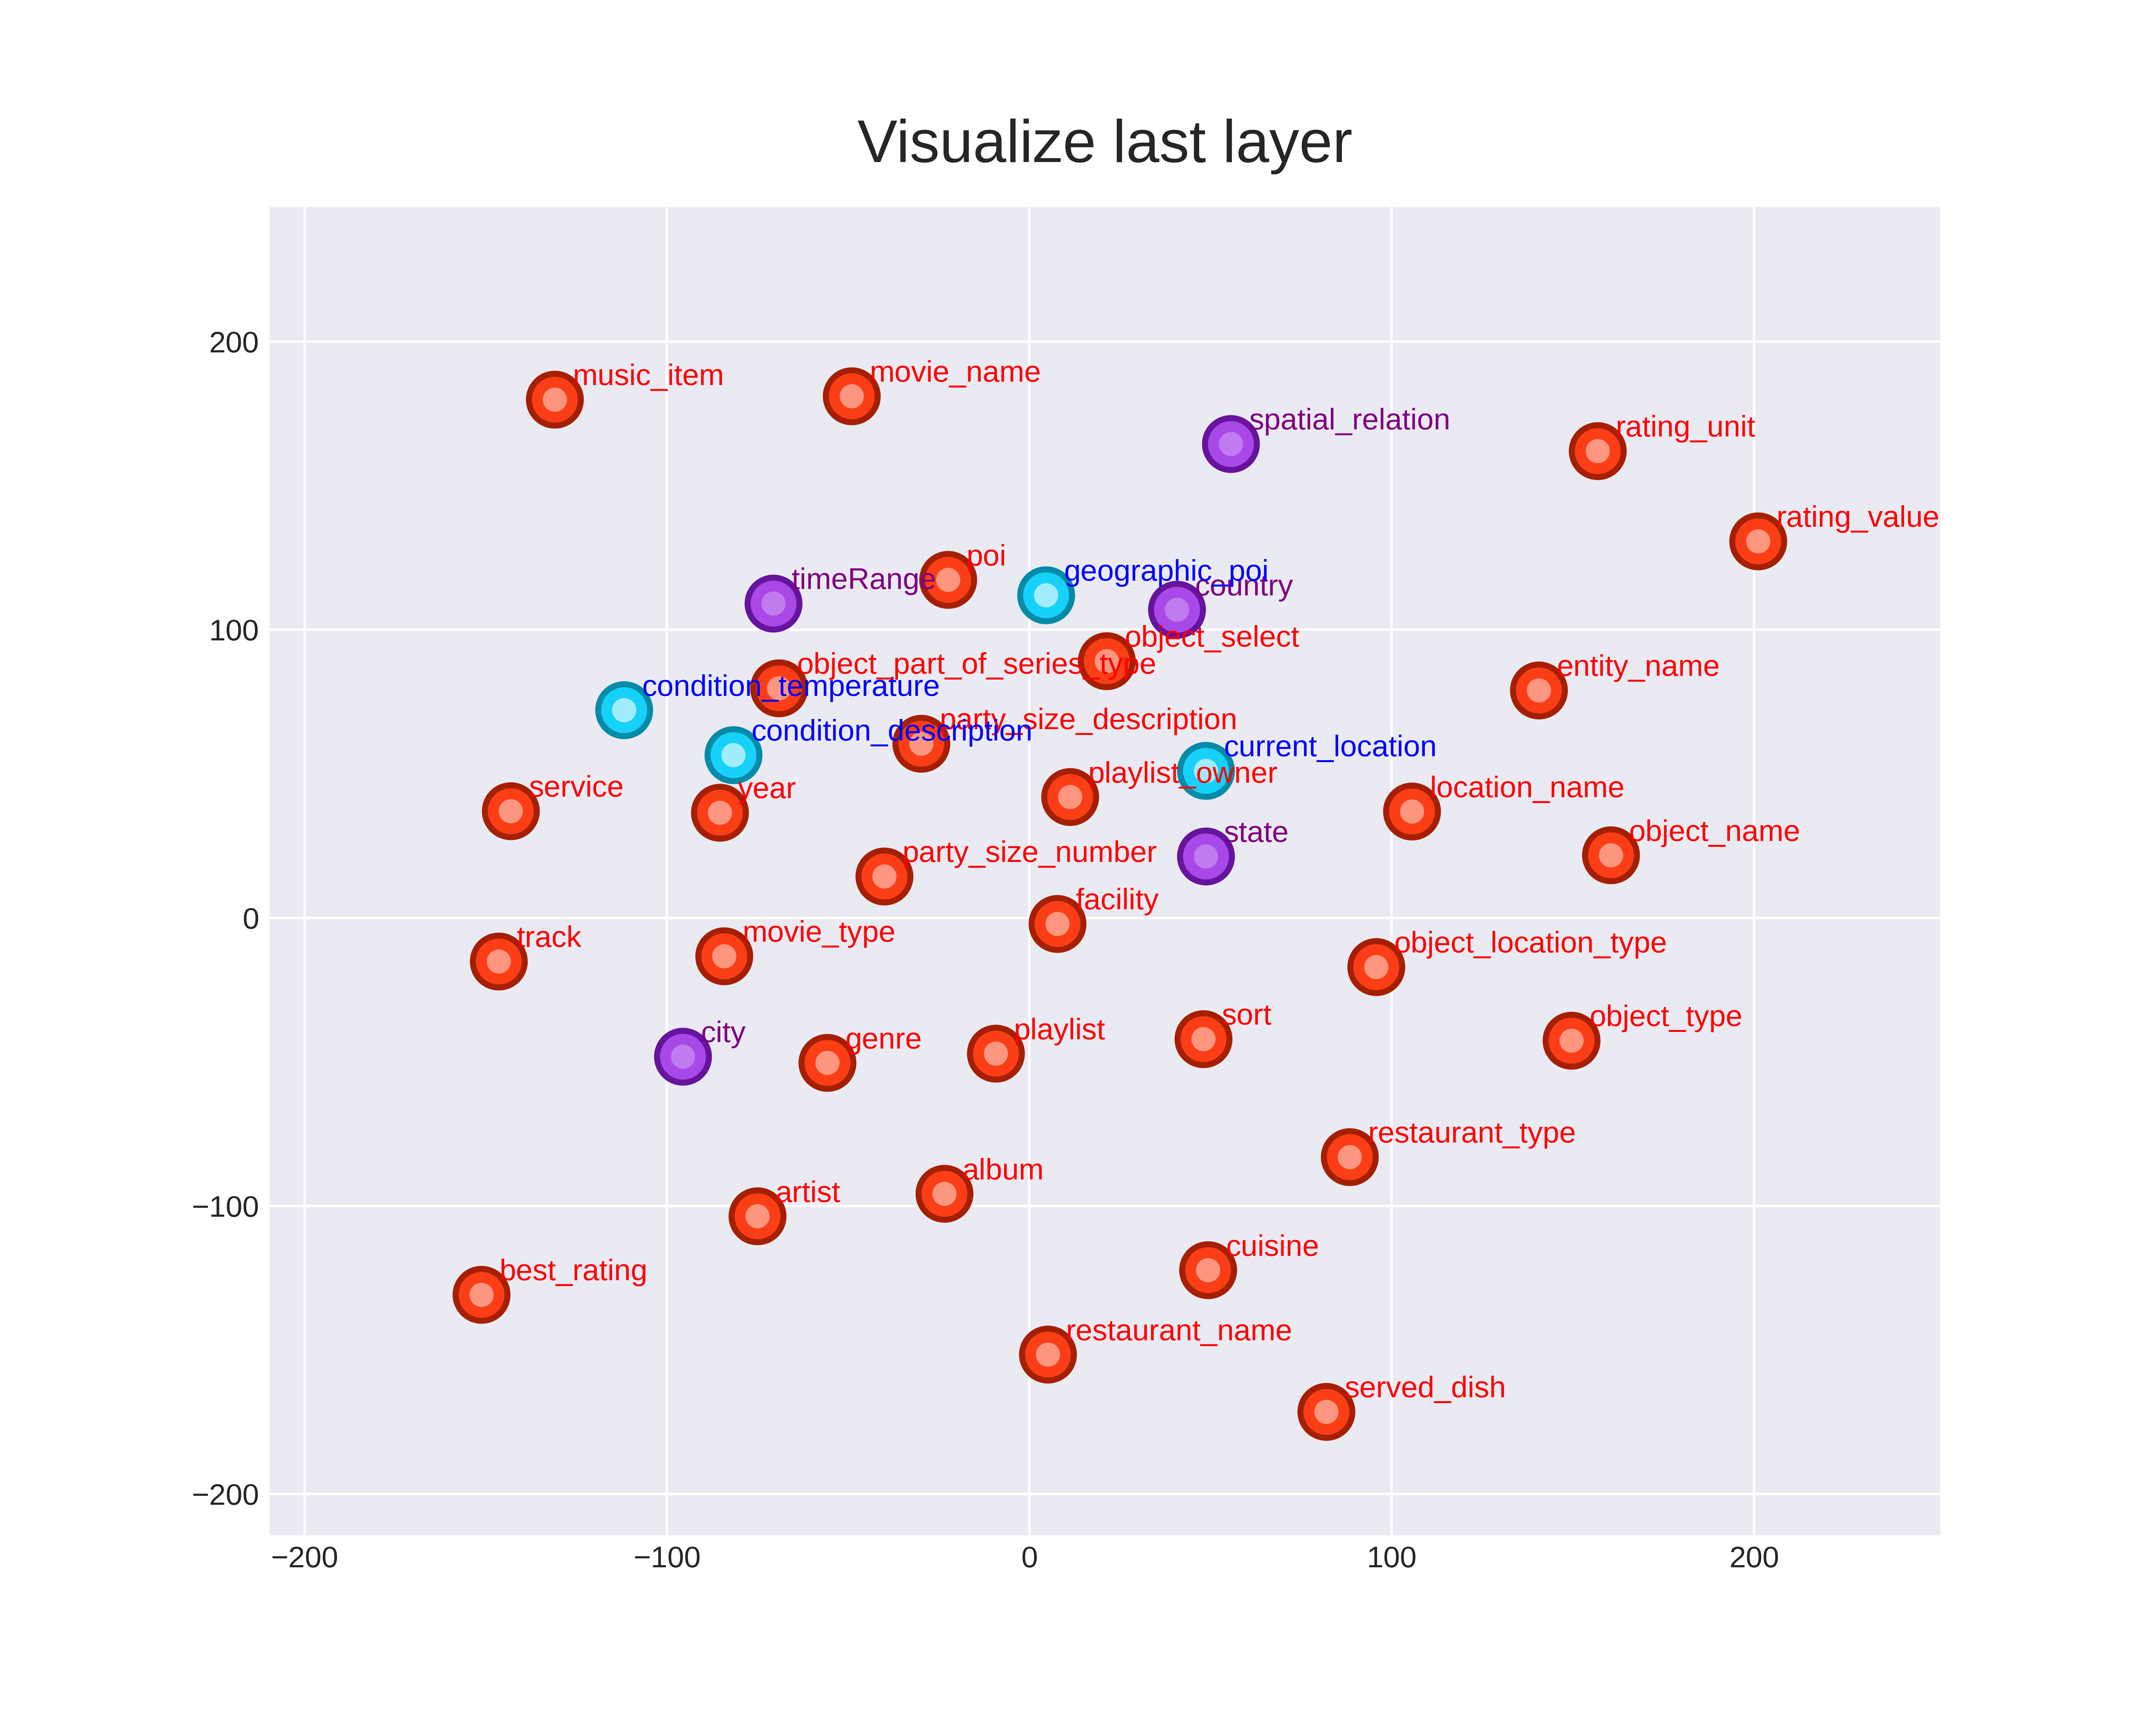 Visualize last layer
200
music_item
movie_name
spatial_relation
rating_unit
rating_value
poi
geographic_poi
timeRange
country
100
object_select
object_part_of_series_type
entity_name
condition_temperature
party_size_description
condition_description
current_location
playlist_owner
service
year
location_name
object_name
state
party_size_number
facility
0
track
movie_type
object_location_type
sort
object_type
city
genre
playlist
restaurant_type
album
artist
−100
cuisine
best_rating
restaurant_name
served_dish
−200
−200 −100 0 100 200